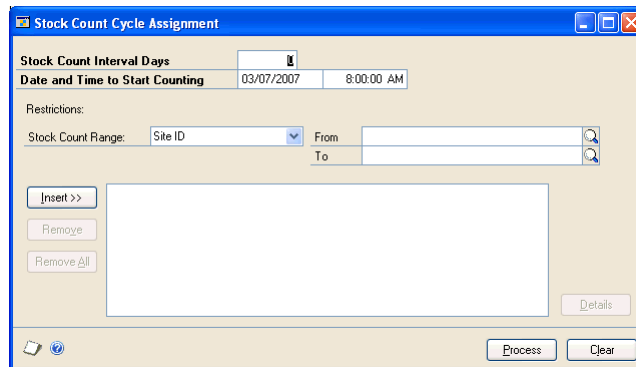 Stock Count Cycle Assignment
Stock Count Interval Days 0
Date and Time to Start Counting 03/07/2007 8:00:00 AM
Restrictions:
Stock Count Range: Site ID From
To
Insert >>
Remove
Remove All
Details
Process Clear